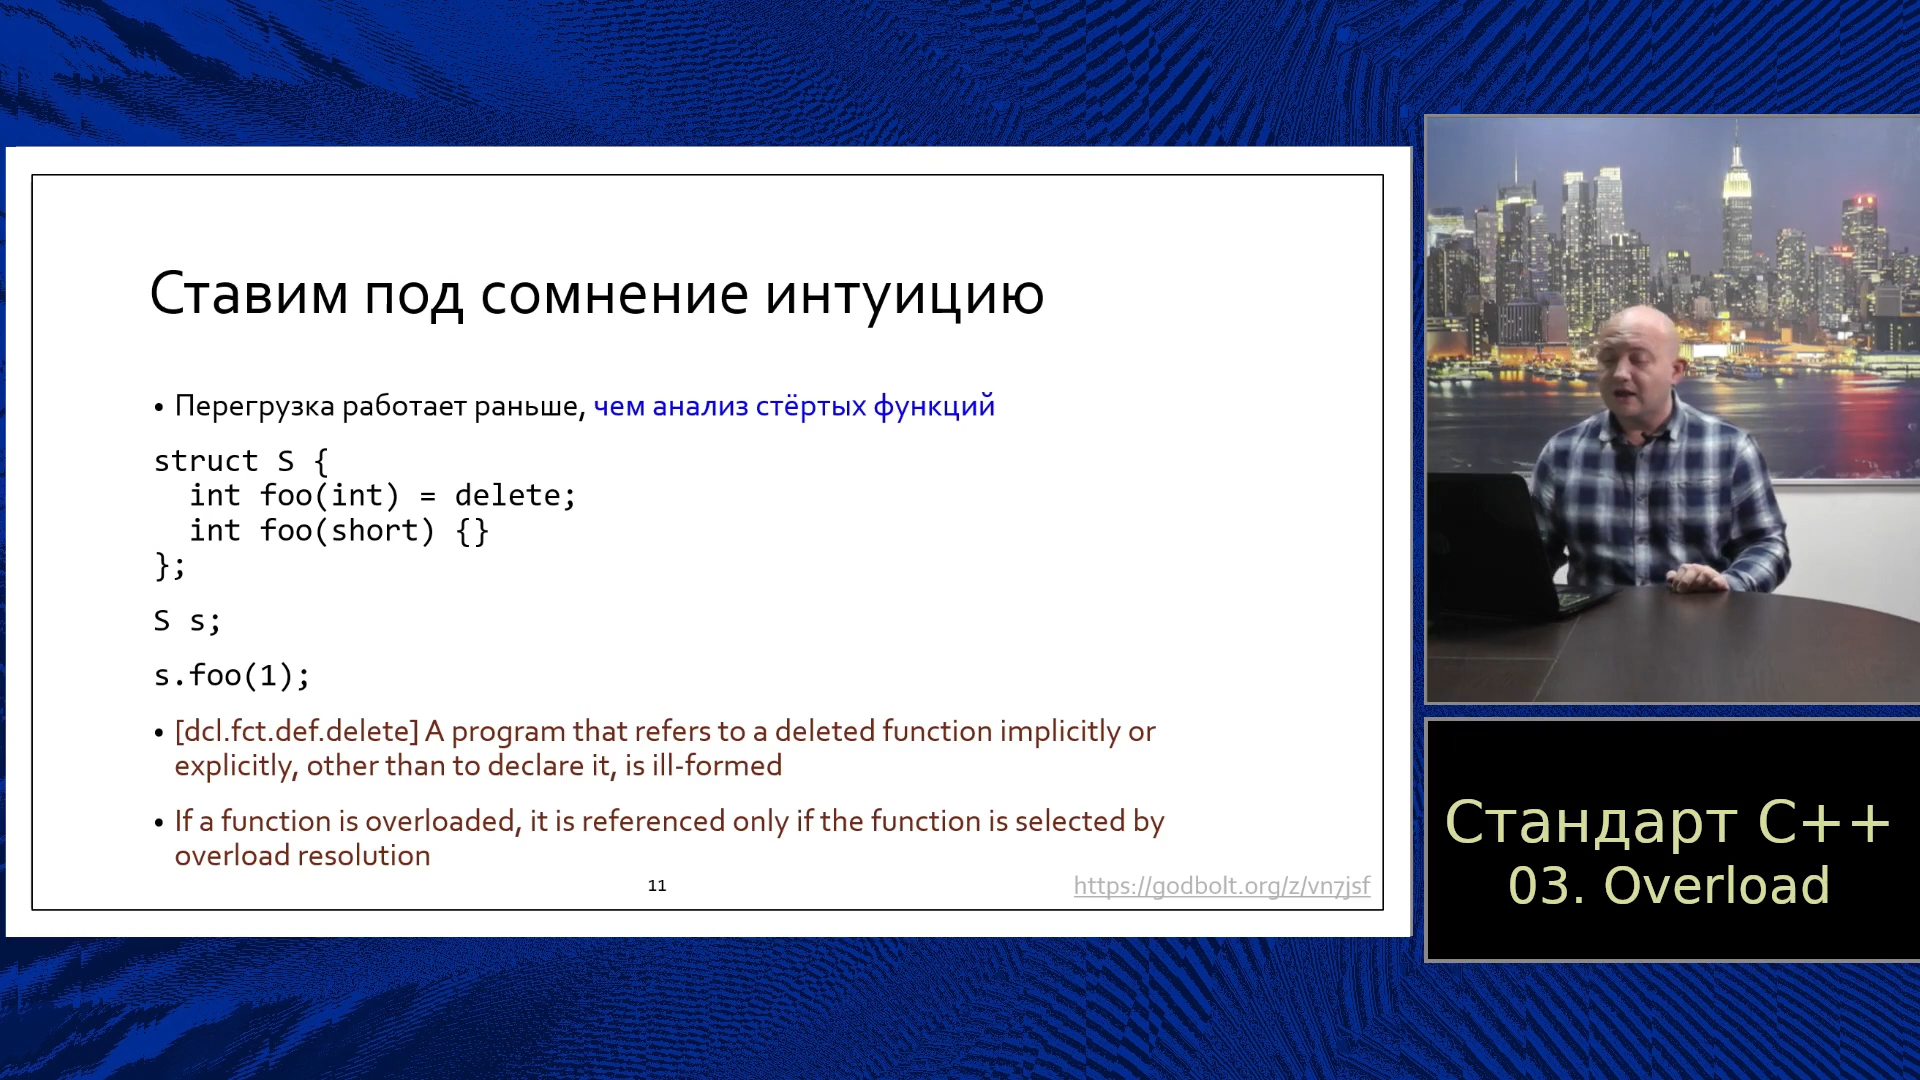 Ставим под сомнение интуицию
• Перегрузка работает раньше, чем анализ стёртых функций
struct S {
  int foo(int) = delete;
  int foo(short) {}
};
S s;
s.foo(1);
• [dcl.fct.def.delete] A program that refers to a deleted function implicitly or
explicitly, other than to declare it, is ill-formed
• If a function is overloaded, it is referenced only if the function is selected by
overload resolution
11
https://godbolt.org/z/vn7jsf
Стандарт C++
03. Overload